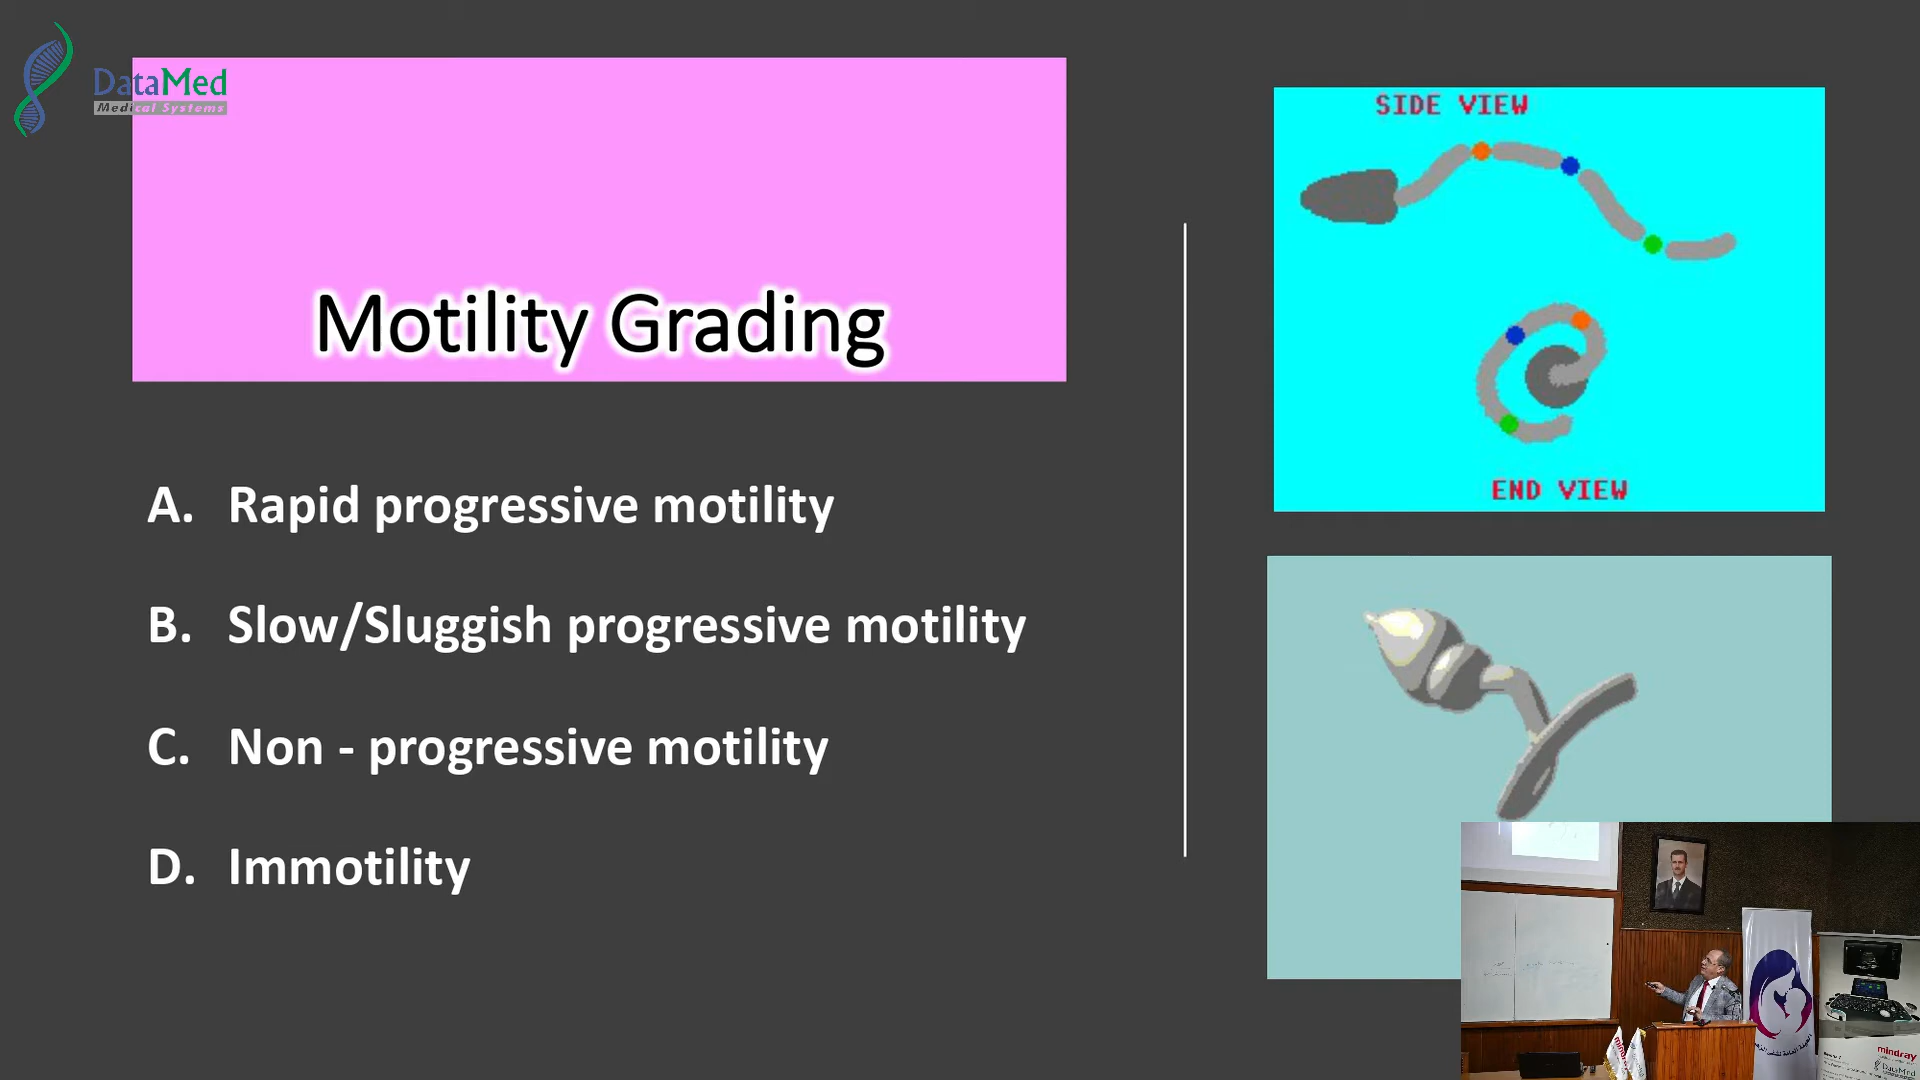 DataMed
Medical Systems
Motility Grading
A. Rapid progressive motility
B. Slow/Sluggish progressive motility
C. Non - progressive motility
D. Immotility
SIDE VIEW
END VIEW
mindray
DataMed